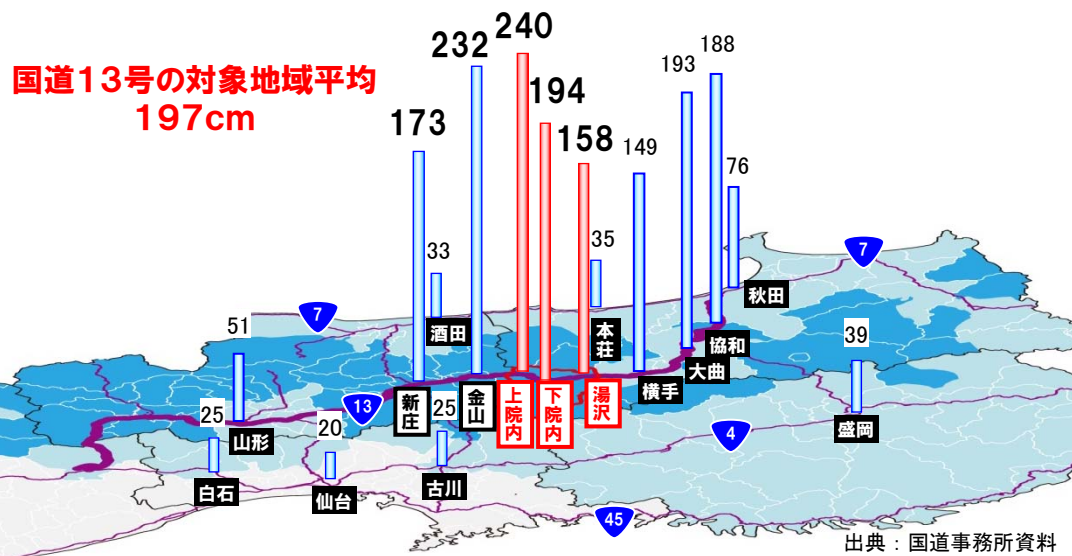 国道13号の対象地域平均
197cm
240
232
194
173
158
193
188
149
76
33
35
51
39
25
20
25
7
7
13
4
45
秋田
協和
大曲
横手
本荘
湯沢
下院内
上院内
金山
新庄
酒田
山形
盛岡
白石
仙台
古川
出典：国道事務所資料